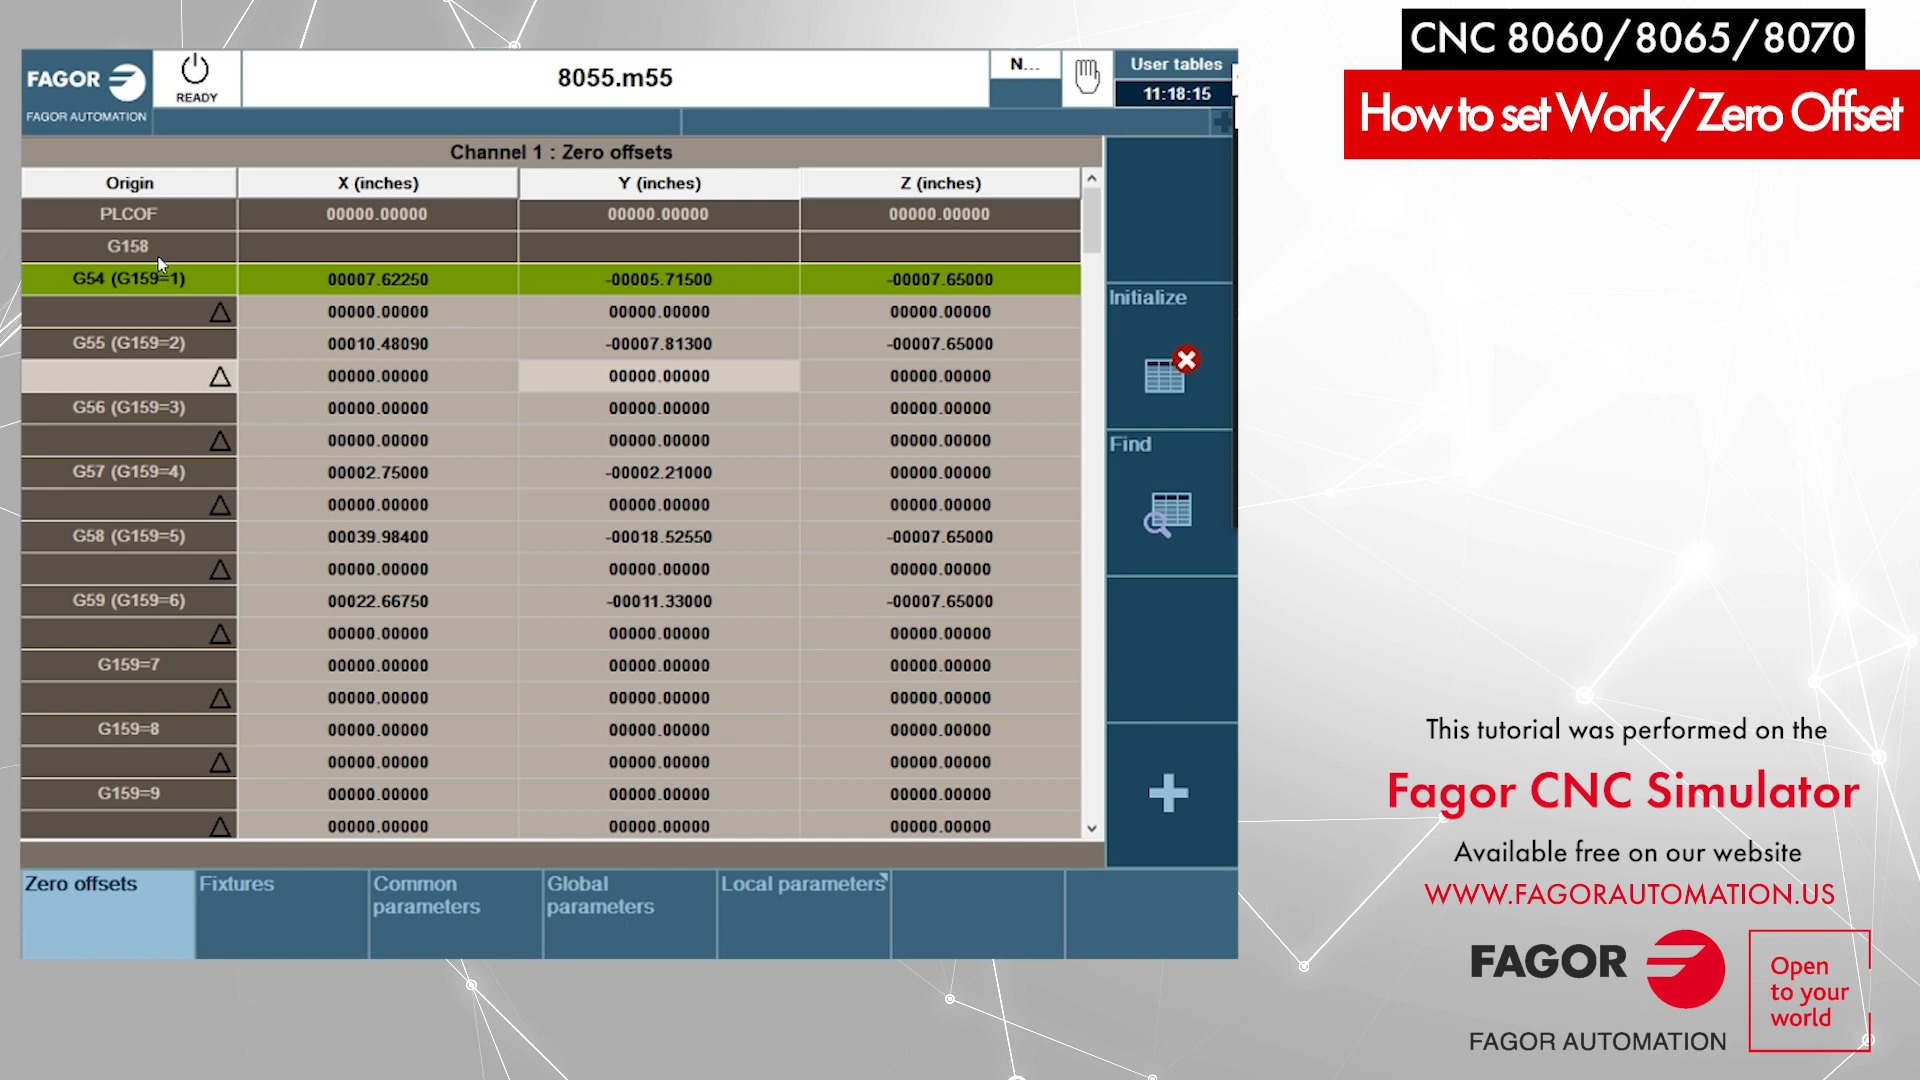 CNC 8060/8065/8070
How to set Work/Zero Offset
FAGOR
FAGOR AUTOMATION
READY
8055.m55
N...
User tables
11:18:15
Channel 1 : Zero offsets
Origin X (inches) Y (inches) Z (inches)
PLCOF 00000.00000 00000.00000 00000.00000
G158
G54 (G159=1) 00007.62250 -00005.71500 -00007.65000
△ 00000.00000 00000.00000 00000.00000
G55 (G159=2) 00010.48090 -00007.81300 -00007.65000
△ 00000.00000 00000.00000 00000.00000
G56 (G159=3) 00000.00000 00000.00000 00000.00000
△ 00000.00000 00000.00000 00000.00000
G57 (G159=4) 00002.75000 -00002.21000 00000.00000
△ 00000.00000 00000.00000 00000.00000
G58 (G159=5) 00039.98400 -00018.52550 -00007.65000
△ 00000.00000 00000.00000 00000.00000
G59 (G159=6) 00022.66750 -00011.33000 -00007.65000
△ 00000.00000 00000.00000 00000.00000
G159=7 00000.00000 00000.00000 00000.00000
△ 00000.00000 00000.00000 00000.00000
G159=8 00000.00000 00000.00000 00000.00000
△ 00000.00000 00000.00000 00000.00000
G159=9 00000.00000 00000.00000 00000.00000
△ 00000.00000 00000.00000 00000.00000
Initialize
Find
Zero offsets
Fixtures
Common
parameters
Global
parameters
Local parameters
This tutorial was performed on the
Fagor CNC Simulator
Available free on our website
WWW.FAGORAUTOMATION.US
FAGOR
FAGOR AUTOMATION
Open
to your
world